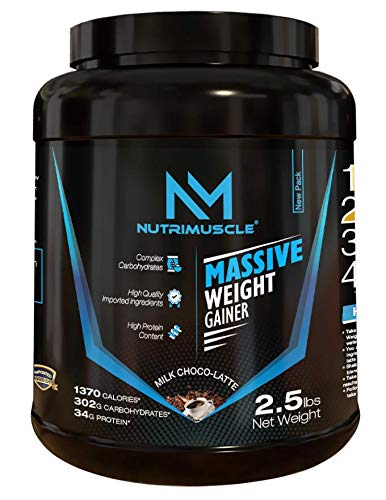 NUTRIMUSCLE®
New Pack
Complex
Carbohydrates
High Quality
Imported Ingredients
High Protein
Content
MASSIVE
WEIGHT
GAINER
MILK CHOCO-LATTE
1370 CALORIES*
302G CARBOHYDRATES*
34G PROTEIN*
2.5lbs
Net Weight
1
2
3
4